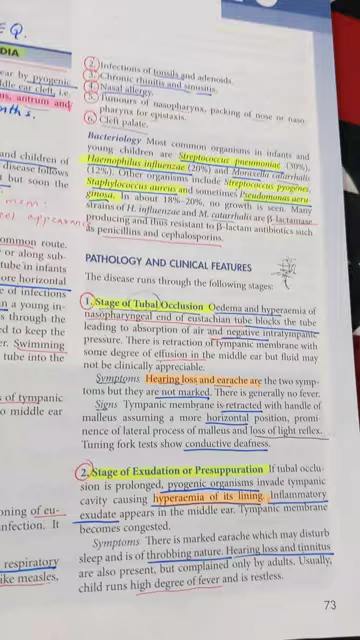 EQ.
DIA
ear by pyogenic
ddle ear cleft, i.e.
us, antrum and
nths.
and children of
disease follows
t but soon the
mem:
el appearance
ommon route.
r or along sub-
tube in infants
ore horizontal
e of infections
n a young in-
s through the
ed to keep the
er. Swimming
tube into the
s of tympanic
o middle ear
oning of eu-
nfection. It
respiratory
ike measles,
2. Infections of tonsils and adenoids.
3. Chronic rhinitis and sinusitis.
4. Nasal allergy.
5. Tumours of nasopharynx, packing of nose or naso-
pharynx for epistaxis.
6. Cleft palate.
Bacteriology Most common organisms in infants and
young children are Streptococcus pneumoniae (30%),
Haemophilus influenzae (20%) and Moraxella catarrhalis
(12%). Other organisms include Streptococcus pyogenes,
Staphylococcus aureus and sometimes Pseudomonas aeru-
ginosa. In about 18%–20%, no growth is seen. Many
strains of H. influenzae and M. catarrhalis are β-lactamase
producing and thus resistant to β-lactam antibiotics such
as penicillins and cephalosporins.
PATHOLOGY AND CLINICAL FEATURES
The disease runs through the following stages:
1. Stage of Tubal Occlusion Oedema and hyperaemia of
nasopharyngeal end of eustachian tube blocks the tube
leading to absorption of air and negative intratympanic
pressure. There is retraction of tympanic membrane with
some degree of effusion in the middle ear but fluid may
not be clinically appreciable.
Symptoms Hearing loss and earache are the two symp-
toms but they are not marked. There is generally no fever.
Signs Tympanic membrane is retracted with handle of
malleus assuming a more horizontal position, promi-
nence of lateral process of malleus and loss of light reflex.
Tuning fork tests show conductive deafness.
2. Stage of Exudation or Presuppuration If tubal occlu-
sion is prolonged, pyogenic organisms invade tympanic
cavity causing hyperaemia of its lining. Inflammatory
exudate appears in the middle ear. Tympanic membrane
becomes congested.
Symptoms There is marked earache which may disturb
sleep and is of throbbing nature. Hearing loss and tinnitus
are also present, but complained only by adults. Usually,
child runs high degree of fever and is restless.
73